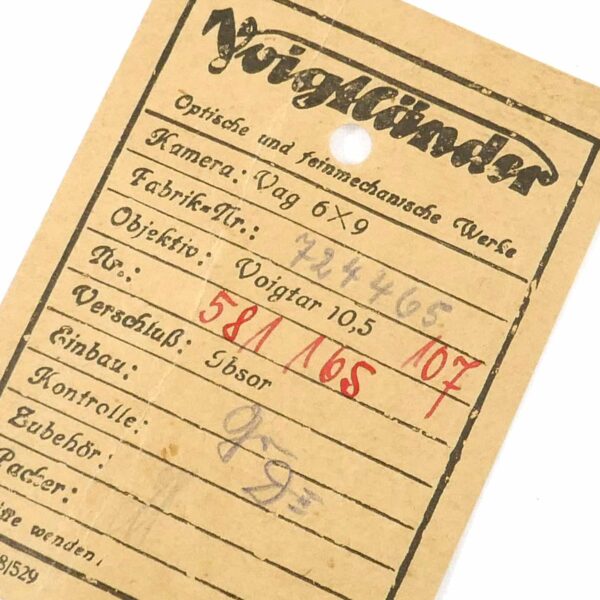 Voigtländer
Optische und feinmechanische Werke
Kamera: Vag 6×9
Fabrik=Nr.: 724465
Objektiv: Voigtar 10,5
Nr.: 581 165 107
Verschluß: Ibsor
Einbau:
Kontrolle: gr
Zubehör:
Packer:
wenden!
8/529